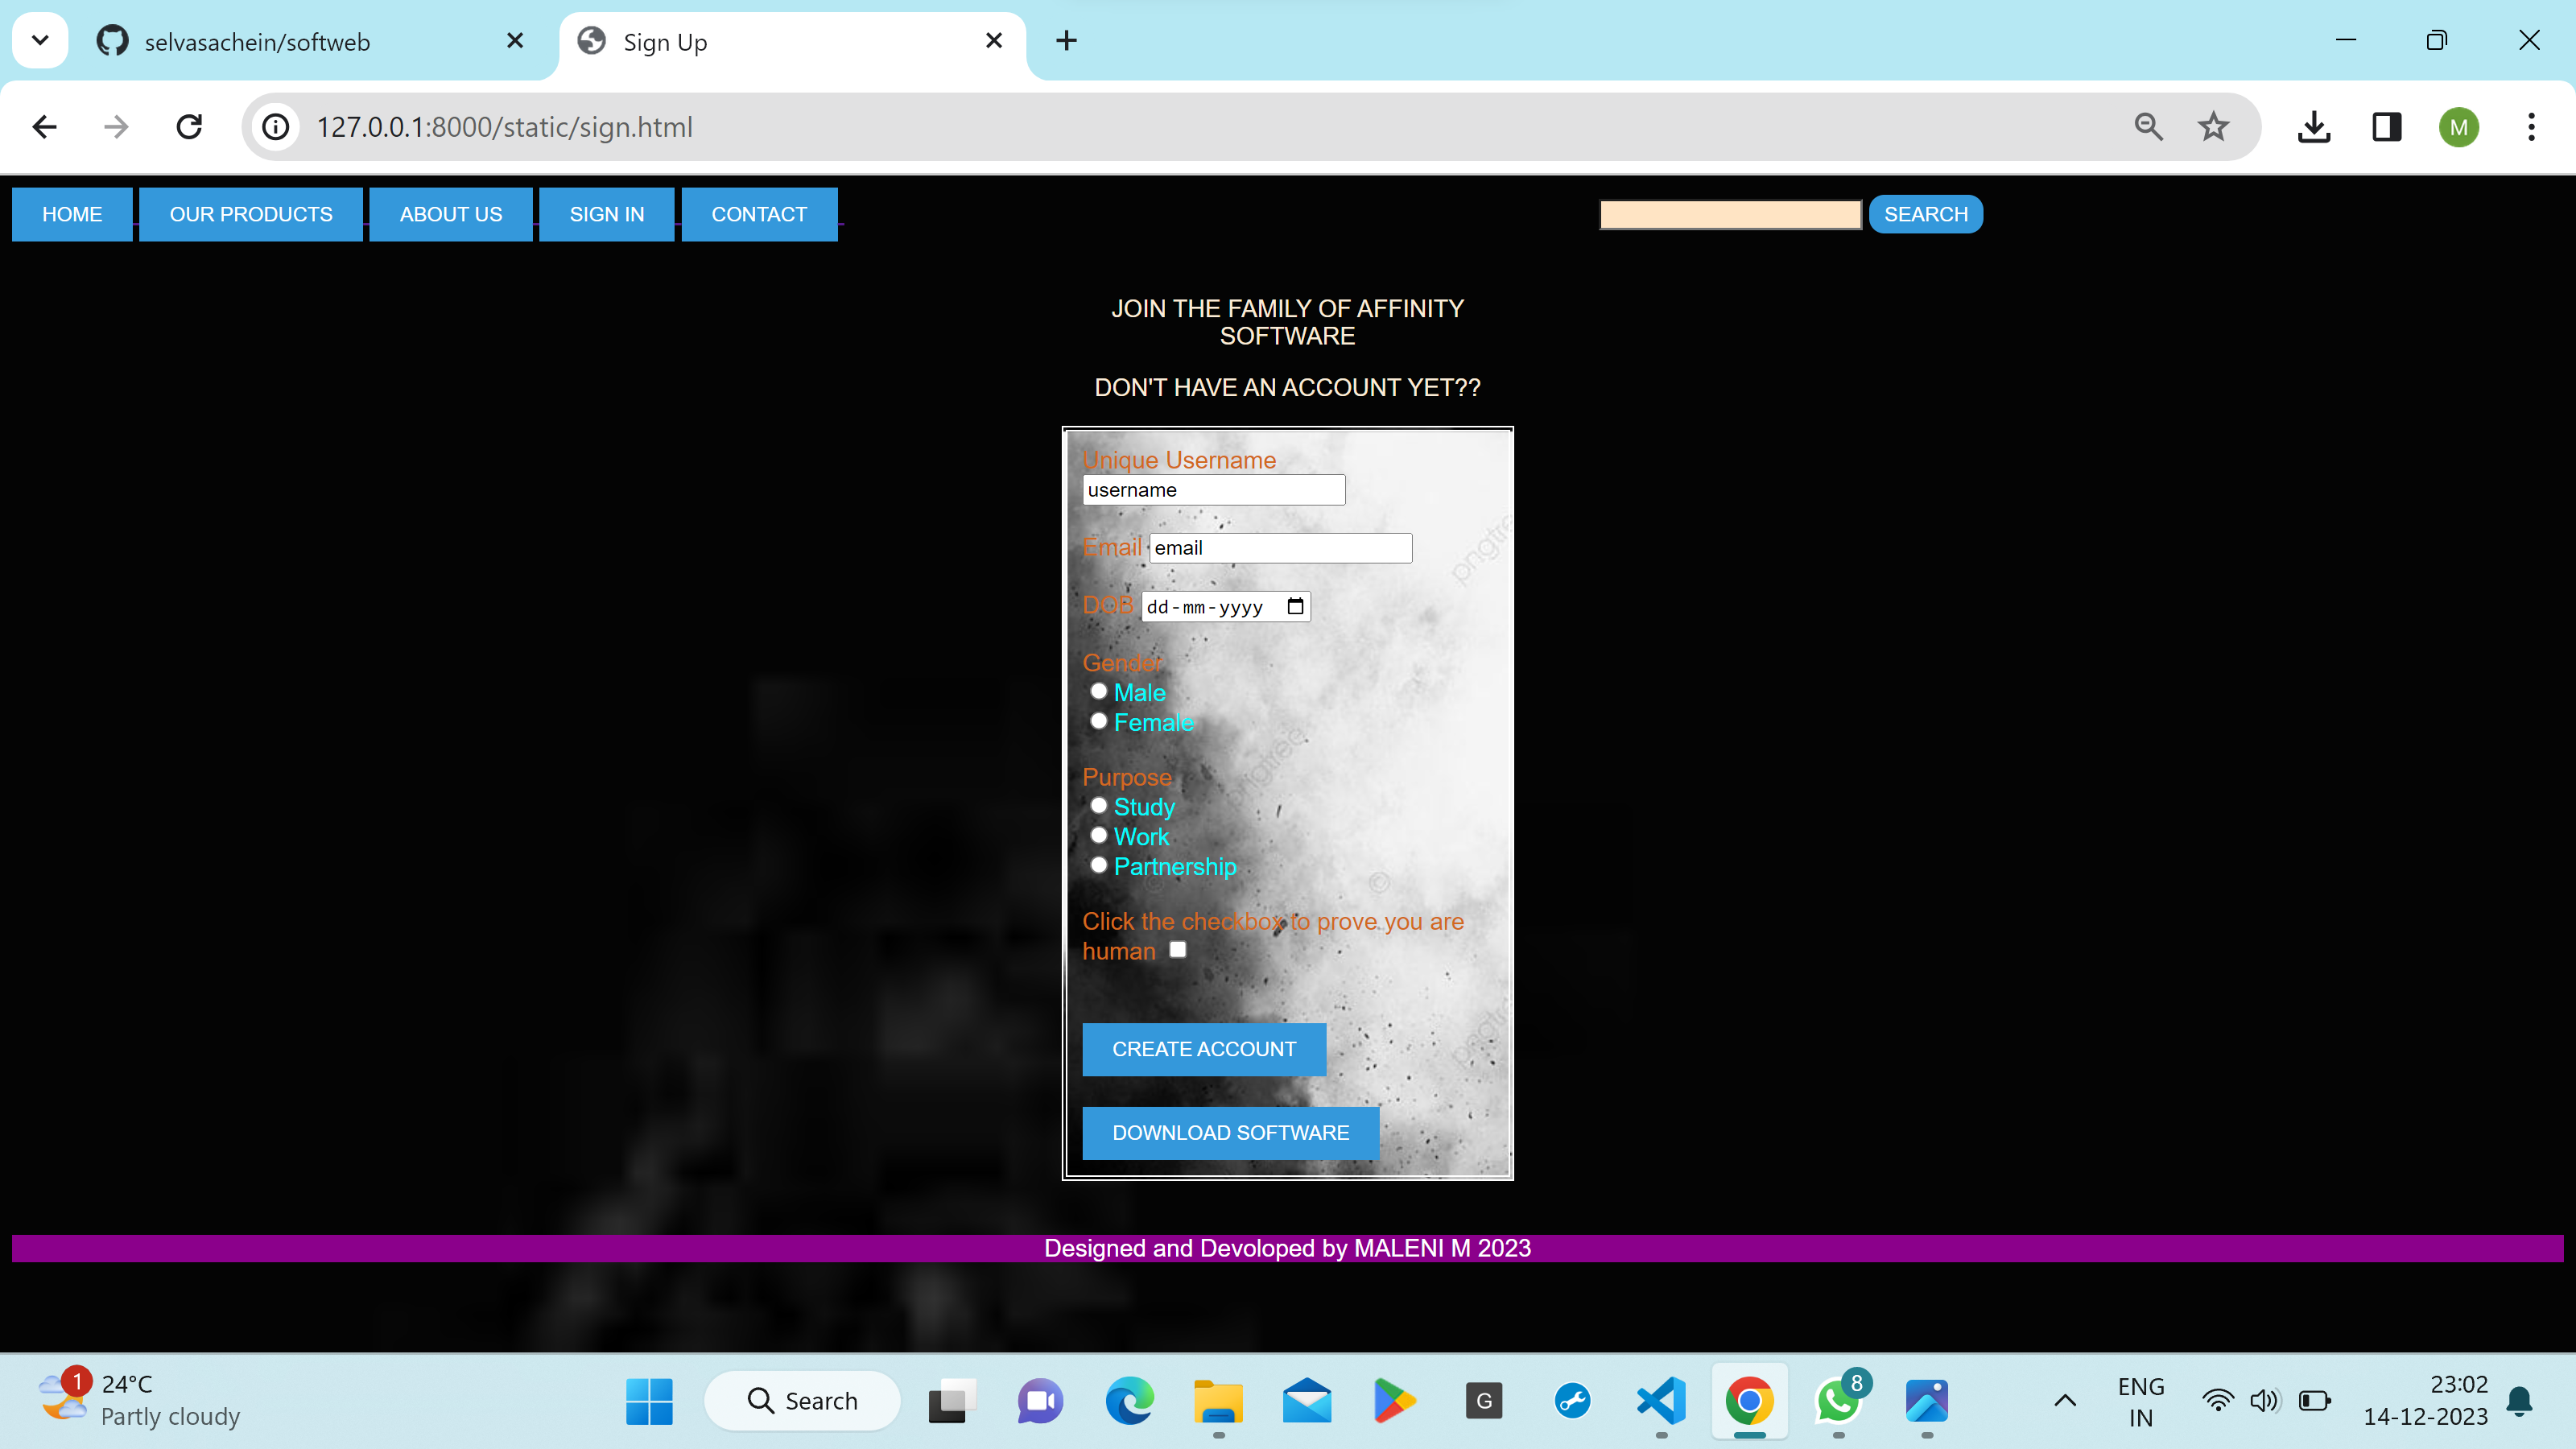 selvasachein/softweb
Sign Up
127.0.0.1:8000/static/sign.html
M
HOME
OUR PRODUCTS
ABOUT US
SIGN IN
CONTACT
SEARCH
JOIN THE FAMILY OF AFFINITY
SOFTWARE
DON'T HAVE AN ACCOUNT YET??
Unique Username
username
Email email
DOB dd-mm-yyyy
Gender
Male
Female
Purpose
Study
Work
Partnership
Click the checkbox to prove you are
human
CREATE ACCOUNT
DOWNLOAD SOFTWARE
pngtree
©
©
Designed and Devoloped by MALENI M 2023
1
24°C
Partly cloudy
Search
G
8
ENG
IN
23:02
14-12-2023